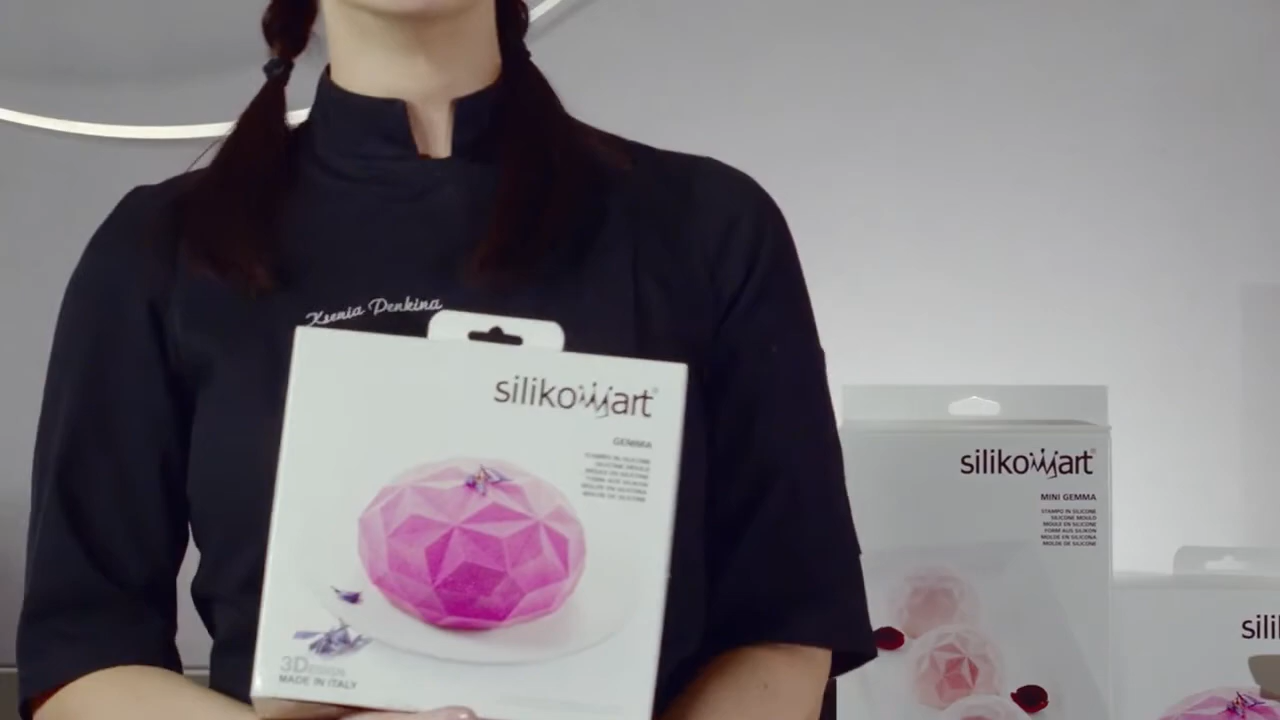 Ksenia Penkina
silikomart®
GEMMA
STAMPO IN SILICONE
SILICONE MOULD
MOULE EN SILICONE
FORM AUS SILIKON
MOLDE EN SILICONA
MOLDE DE SILICONE
3DESIGN
MADE IN ITALY
silikomart®
MINI GEMMA
STAMPO IN SILICONE
SILICONE MOULD
MOULE EN SILICONE
FORM AUS SILIKON
MOLDE EN SILICONA
MOLDE DE SILICONE
sili